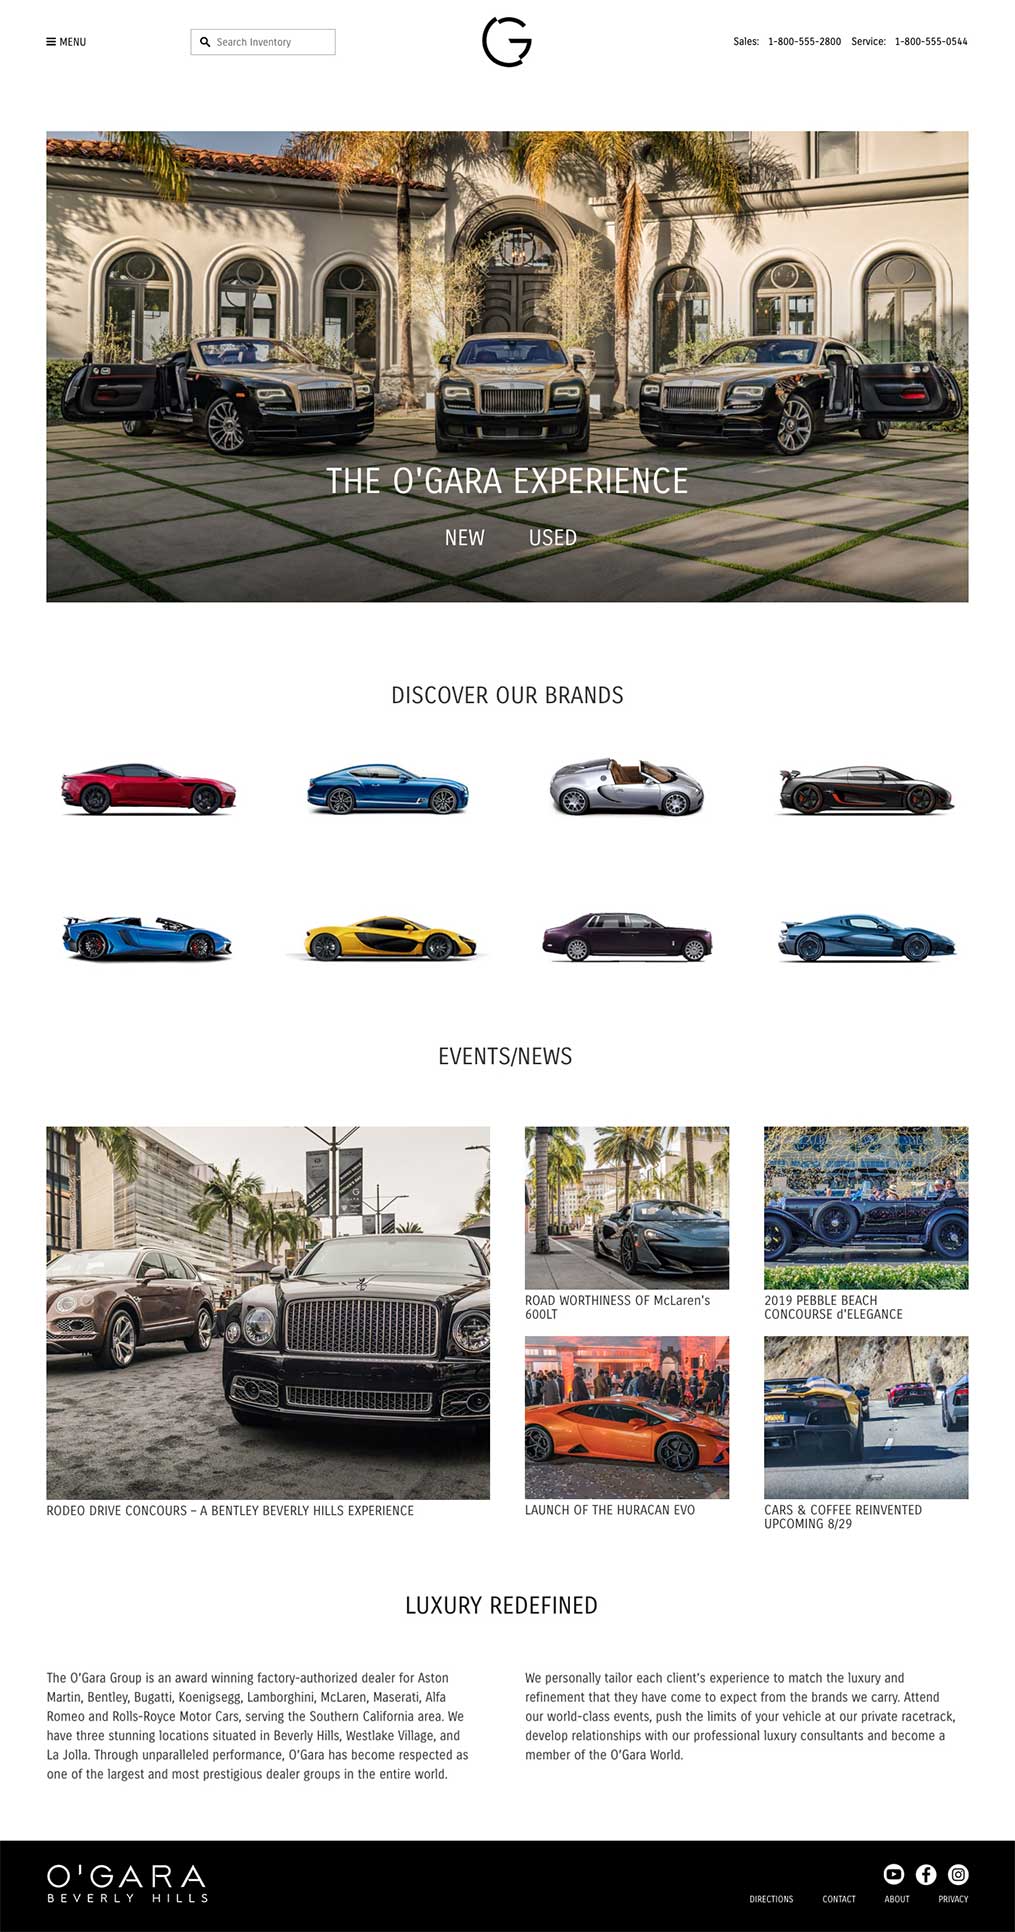 MENU
Search Inventory
G
Sales: 1-800-555-2800 Service: 1-800-555-0544
THE O'GARA EXPERIENCE
NEW USED
DISCOVER OUR BRANDS
EVENTS/NEWS
RODEO DRIVE CONCOURS – A BENTLEY BEVERLY HILLS EXPERIENCE
ROAD WORTHINESS OF McLaren's
600LT
2019 PEBBLE BEACH
CONCOURSE d'ELEGANCE
LAUNCH OF THE HURACAN EVO
CARS & COFFEE REINVENTED
UPCOMING 8/29
LUXURY REDEFINED
The O'Gara Group is an award winning factory-authorized dealer for Aston
Martin, Bentley, Bugatti, Koenigsegg, Lamborghini, McLaren, Maserati, Alfa
Romeo and Rolls-Royce Motor Cars, serving the Southern California area. We
have three stunning locations situated in Beverly Hills, Westlake Village, and
La Jolla. Through unparalleled performance, O'Gara has become respected as
one of the largest and most prestigious dealer groups in the entire world.
We personally tailor each client's experience to match the luxury and
refinement that they have come to expect from the brands we carry. Attend
our world-class events, push the limits of your vehicle at our private racetrack,
develop relationships with our professional luxury consultants and become a
member of the O'Gara World.
O'GARA
BEVERLY HILLS
DIRECTIONS CONTACT ABOUT PRIVACY